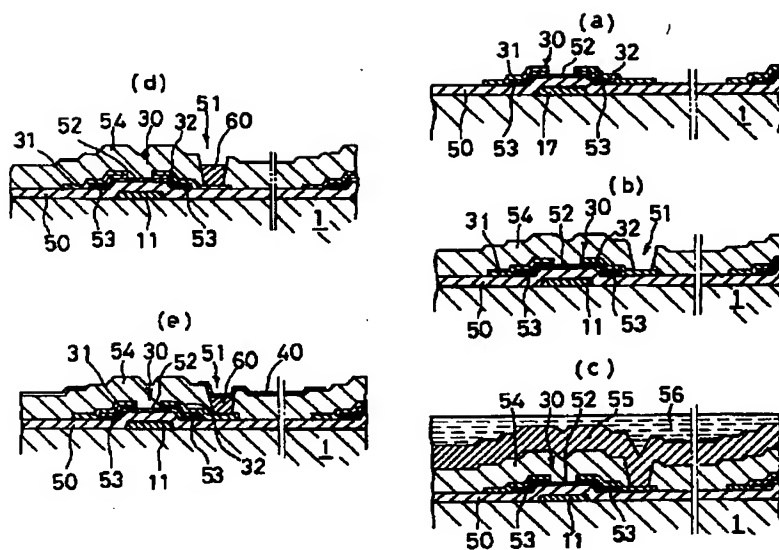 (a)
31 30 52 32
50 53 17 53 1
(b)
54 52 30 32 51
31
50 53 11 53 1
(c)
54 30 52 55 56
50 53 11 53 1
(d)
51
31 52 54 30 32 60
50 53 11 53 1
(e)
31 54 30 52 51 60 40
50 53 11 53 32 1